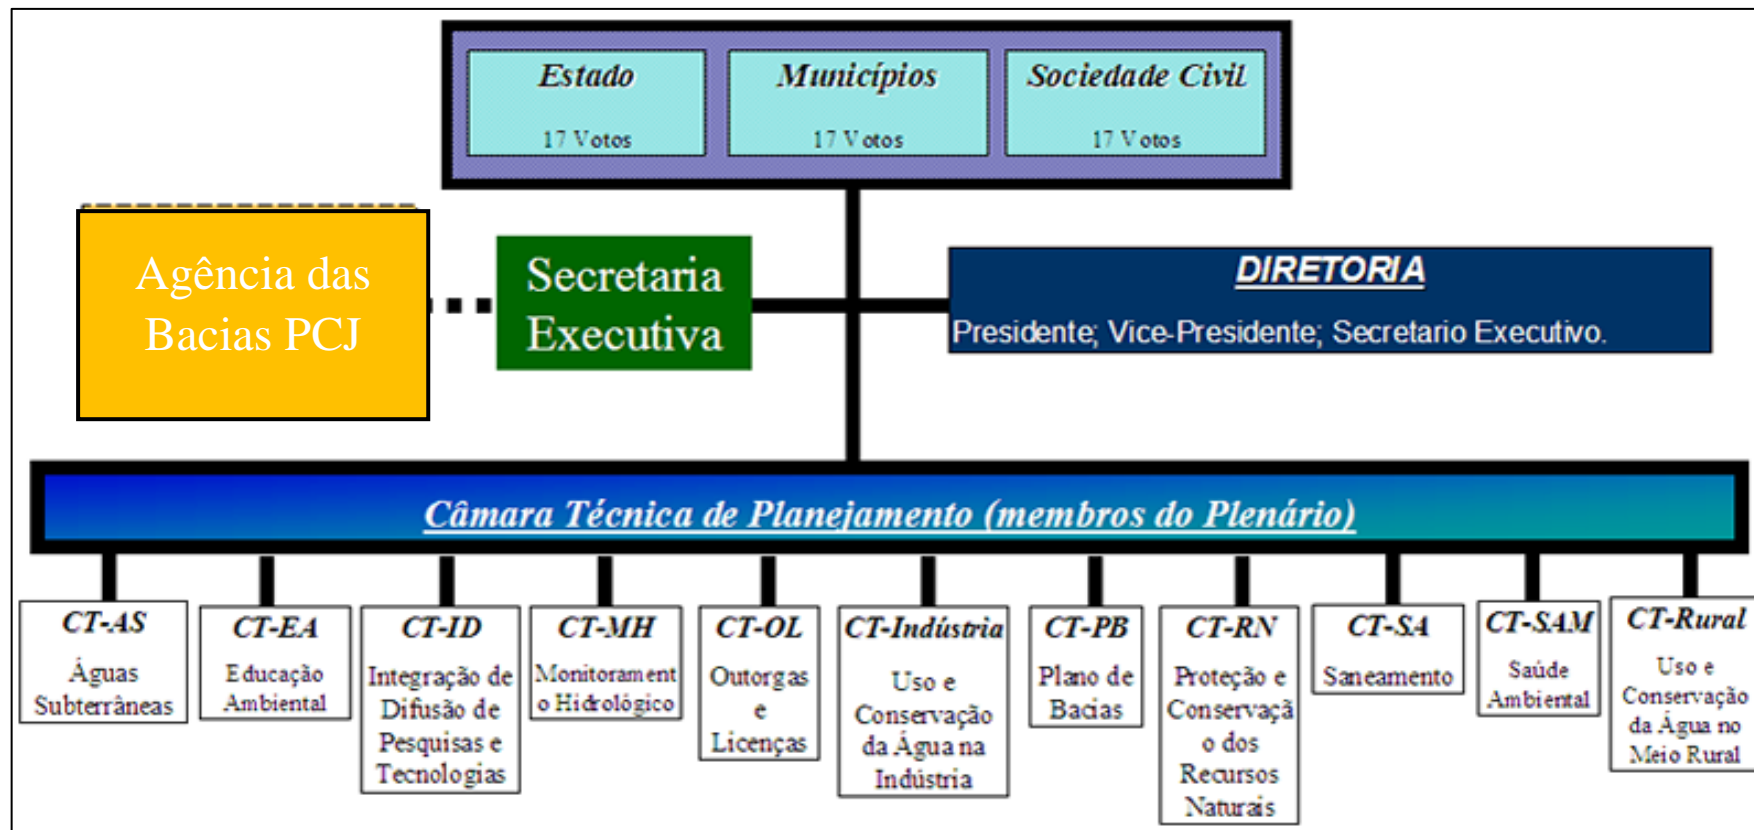 Estado
17 Votos
Municípios
17 Votos
Sociedade Civil
17 Votos
Agência das
Bacias PCJ
Secretaria
Executiva
DIRETORIA
Presidente; Vice-Presidente; Secretario Executivo.
Câmara Técnica de Planejamento (membros do Plenário)
CT-AS
Águas
Subterrâneas
CT-EA
Educação
Ambiental
CT-ID
Integração de
Difusão de
Pesquisas e
Tecnologias
CT-MH
Monitorament
o Hidrológico
CT-OL
Outorgas
e
Licenças
CT-Indústria
Uso e
Conservação
da Água na
Indústria
CT-PB
Plano de
Bacias
CT-RN
Proteção e
Conservaçã
o dos
Recursos
Naturais
CT-SA
Saneamento
CT-SAM
Saúde
Ambiental
CT-Rural
Uso e
Conservação
da Água no
Meio Rural